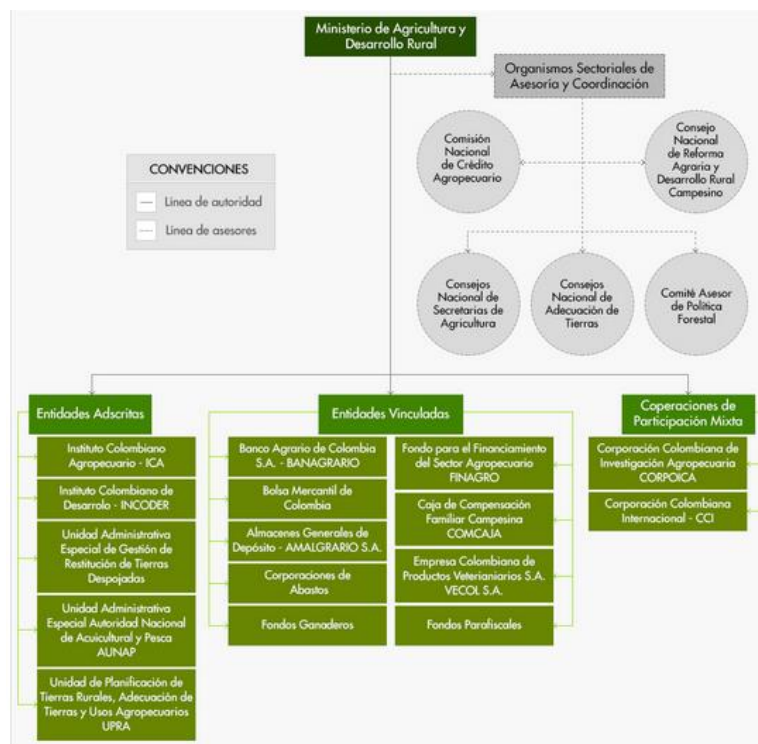 Ministerio de Agricultura y
Desarrollo Rural
Organismos Sectoriales de
Asesoría y Coordinación
Comisión
Nacional
de Crédito
Agropecuario
Consejo
Nacional
de Reforma
Agraria y
Desarrollo Rural
Campesino
CONVENCIONES
Linea de autoridad
Linea de asesores
Consejos
Nacional de
Secretarias de
Agricultura
Consejos
Nacional de
Adecuación de
Tierras
Comité Asesor
de Política
Forestal
Entidades Adscritas
Instituto Colombiano
Agropecuario - ICA
Instituto Colombiano de
Desarrolo - INCODER
Unidad Administrativa
Especial de Gestión de
Restitución de Tierras
Despojadas
Unidad Administrativa
Especial Autoridad Nacional
de Acuicultural y Pesca
AUNAP
Unidad de Planificación de
Tierras Rurales, Adecuación de
Tierras y Usos Agropecuarios
UPRA
Entidades Vinculadas
Banco Agrario de Colombia
S.A. - BANAGRARIO
Bolsa Mercantil de
Colombia
Almacenes Generales de
Depósito - AMALGRARIO S.A.
Corporaciones de
Abastos
Fondos Ganaderos
Fondo para el Financiamiento
del Sector Agropecuario
FINAGRO
Caja de Compensación
Familiar Campesina
COMCAJA
Empresa Colombiana de
Productos Veterianiarios S.A.
VECOL S.A.
Fondos Parafiscales
Coperaciones de
Participación Mixta
Corporación Colombiana de
Investigación Agropecuaria
CORPOICA
Corporación Colombiana
Internacional - CCI